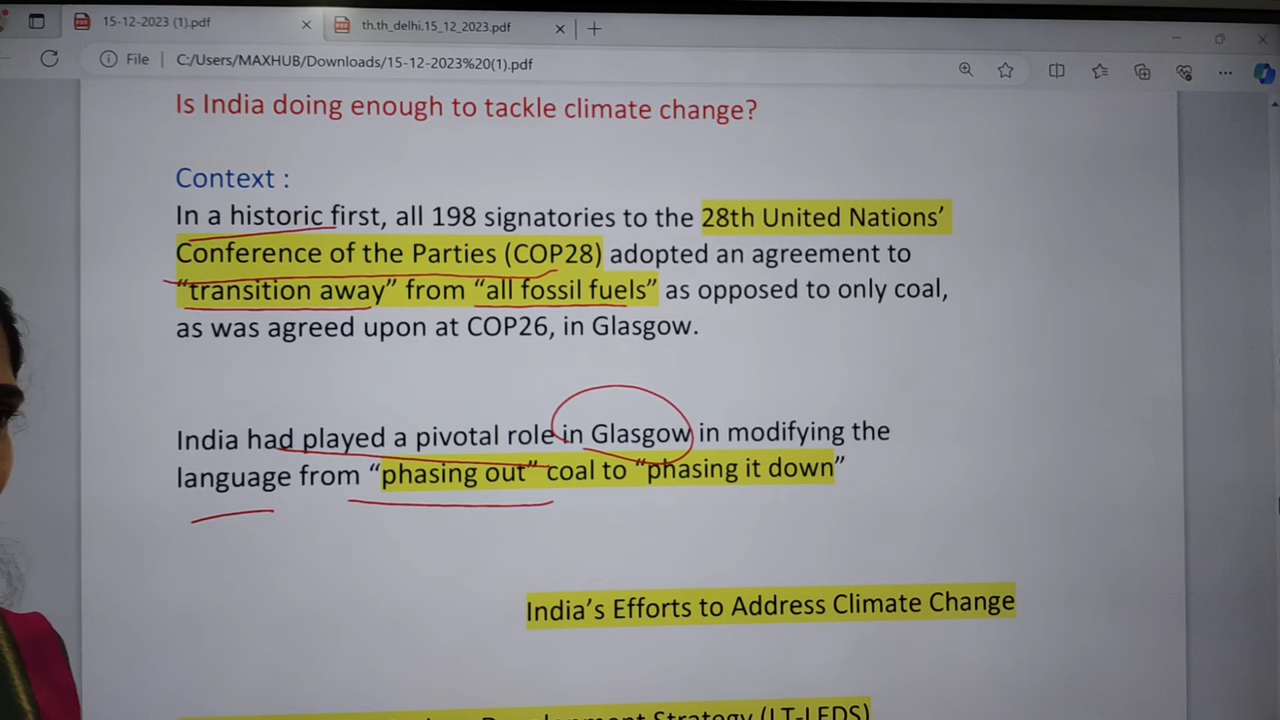 15-12-2023 (1).pdf
th.th_delhi.15_12_2023.pdf
File
C:/Users/MAXHUB/Downloads/15-12-2023%20(1).pdf
Is India doing enough to tackle climate change?
Context :
In a historic first, all 198 signatories to the 28th United Nations’
Conference of the Parties (COP28) adopted an agreement to
“transition away” from “all fossil fuels” as opposed to only coal,
as was agreed upon at COP26, in Glasgow.
India had played a pivotal role in Glasgow in modifying the
language from “phasing out” coal to “phasing it down”
India’s Efforts to Address Climate Change
Development Strategy (LT-LEDS)